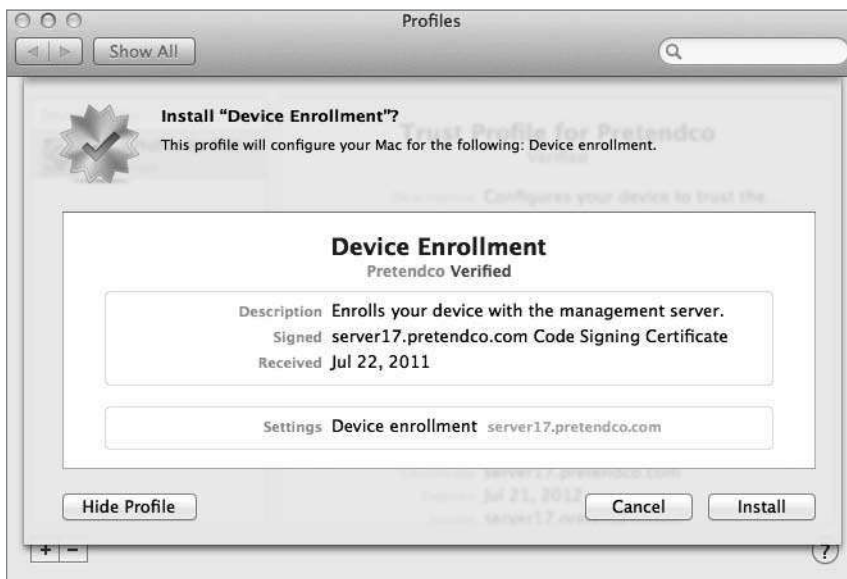 Profiles
Show All
Install “Device Enrollment”?
Trust Profile for Pretendco
This profile will configure your Mac for the following: Device enrollment.
Verified
Configures your device to trust the
Device Enrollment
Pretendco Verified
Description Enrolls your device with the management server.
Signed server17.pretendco.com Code Signing Certificate
Received Jul 22, 2011
Settings Device enrollment server17.pretendco.com
server17.pretendco.com
Jul 21, 2012
Hide Profile
Cancel
Install
+ −
?